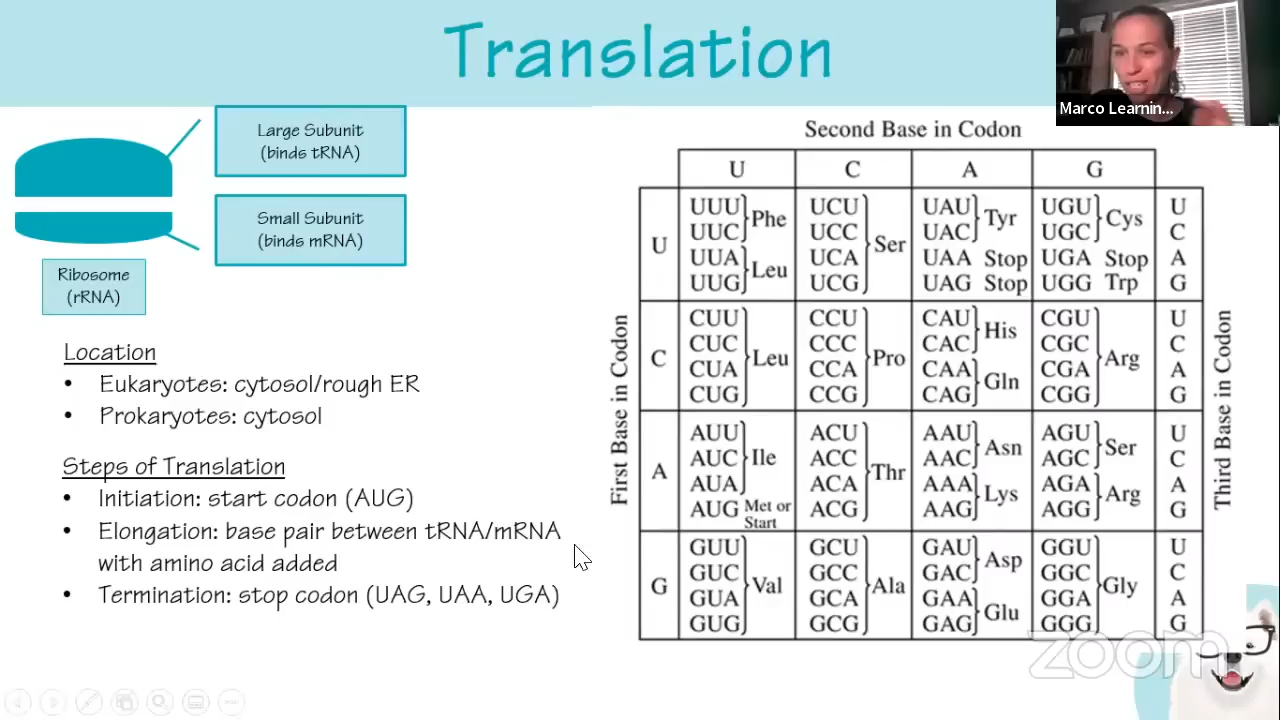 Translation
Marco Learnin...
Large Subunit
(binds tRNA)
Small Subunit
(binds mRNA)
Ribosome
(rRNA)
Location
• Eukaryotes: cytosol/rough ER
• Prokaryotes: cytosol
Steps of Translation
• Initiation: start codon (AUG)
• Elongation: base pair between tRNA/mRNA
with amino acid added
• Termination: stop codon (UAG, UAA, UGA)
Second Base in Codon
U C A G
First Base in Codon
Third Base in Codon
U
UUU UCU UAU UGU U
Phe Tyr Cys
UUC UCC UAC UGC C
Ser
UUA UCA UAA Stop UGA Stop A
Leu
UUG UCG UAG Stop UGG Trp G
C
CUU CCU CAU CGU U
His
CUC CCC CAC CGC C
Leu Pro Arg
CUA CCA CAA CGA A
Gln
CUG CCG CAG CGG G
A
AUU ACU AAU AGU U
Asn Ser
AUC Ile ACC AAC AGC C
Thr
AUA ACA AAA AGA A
Lys Arg
AUG Met or Start ACG AAG AGG G
G
GUU GCU GAU GGU U
Asp
GUC GCC GAC GGC C
Val Ala Gly
GUA GCA GAA GGA A
Glu
GUG GCG GAG GGG G
zoom